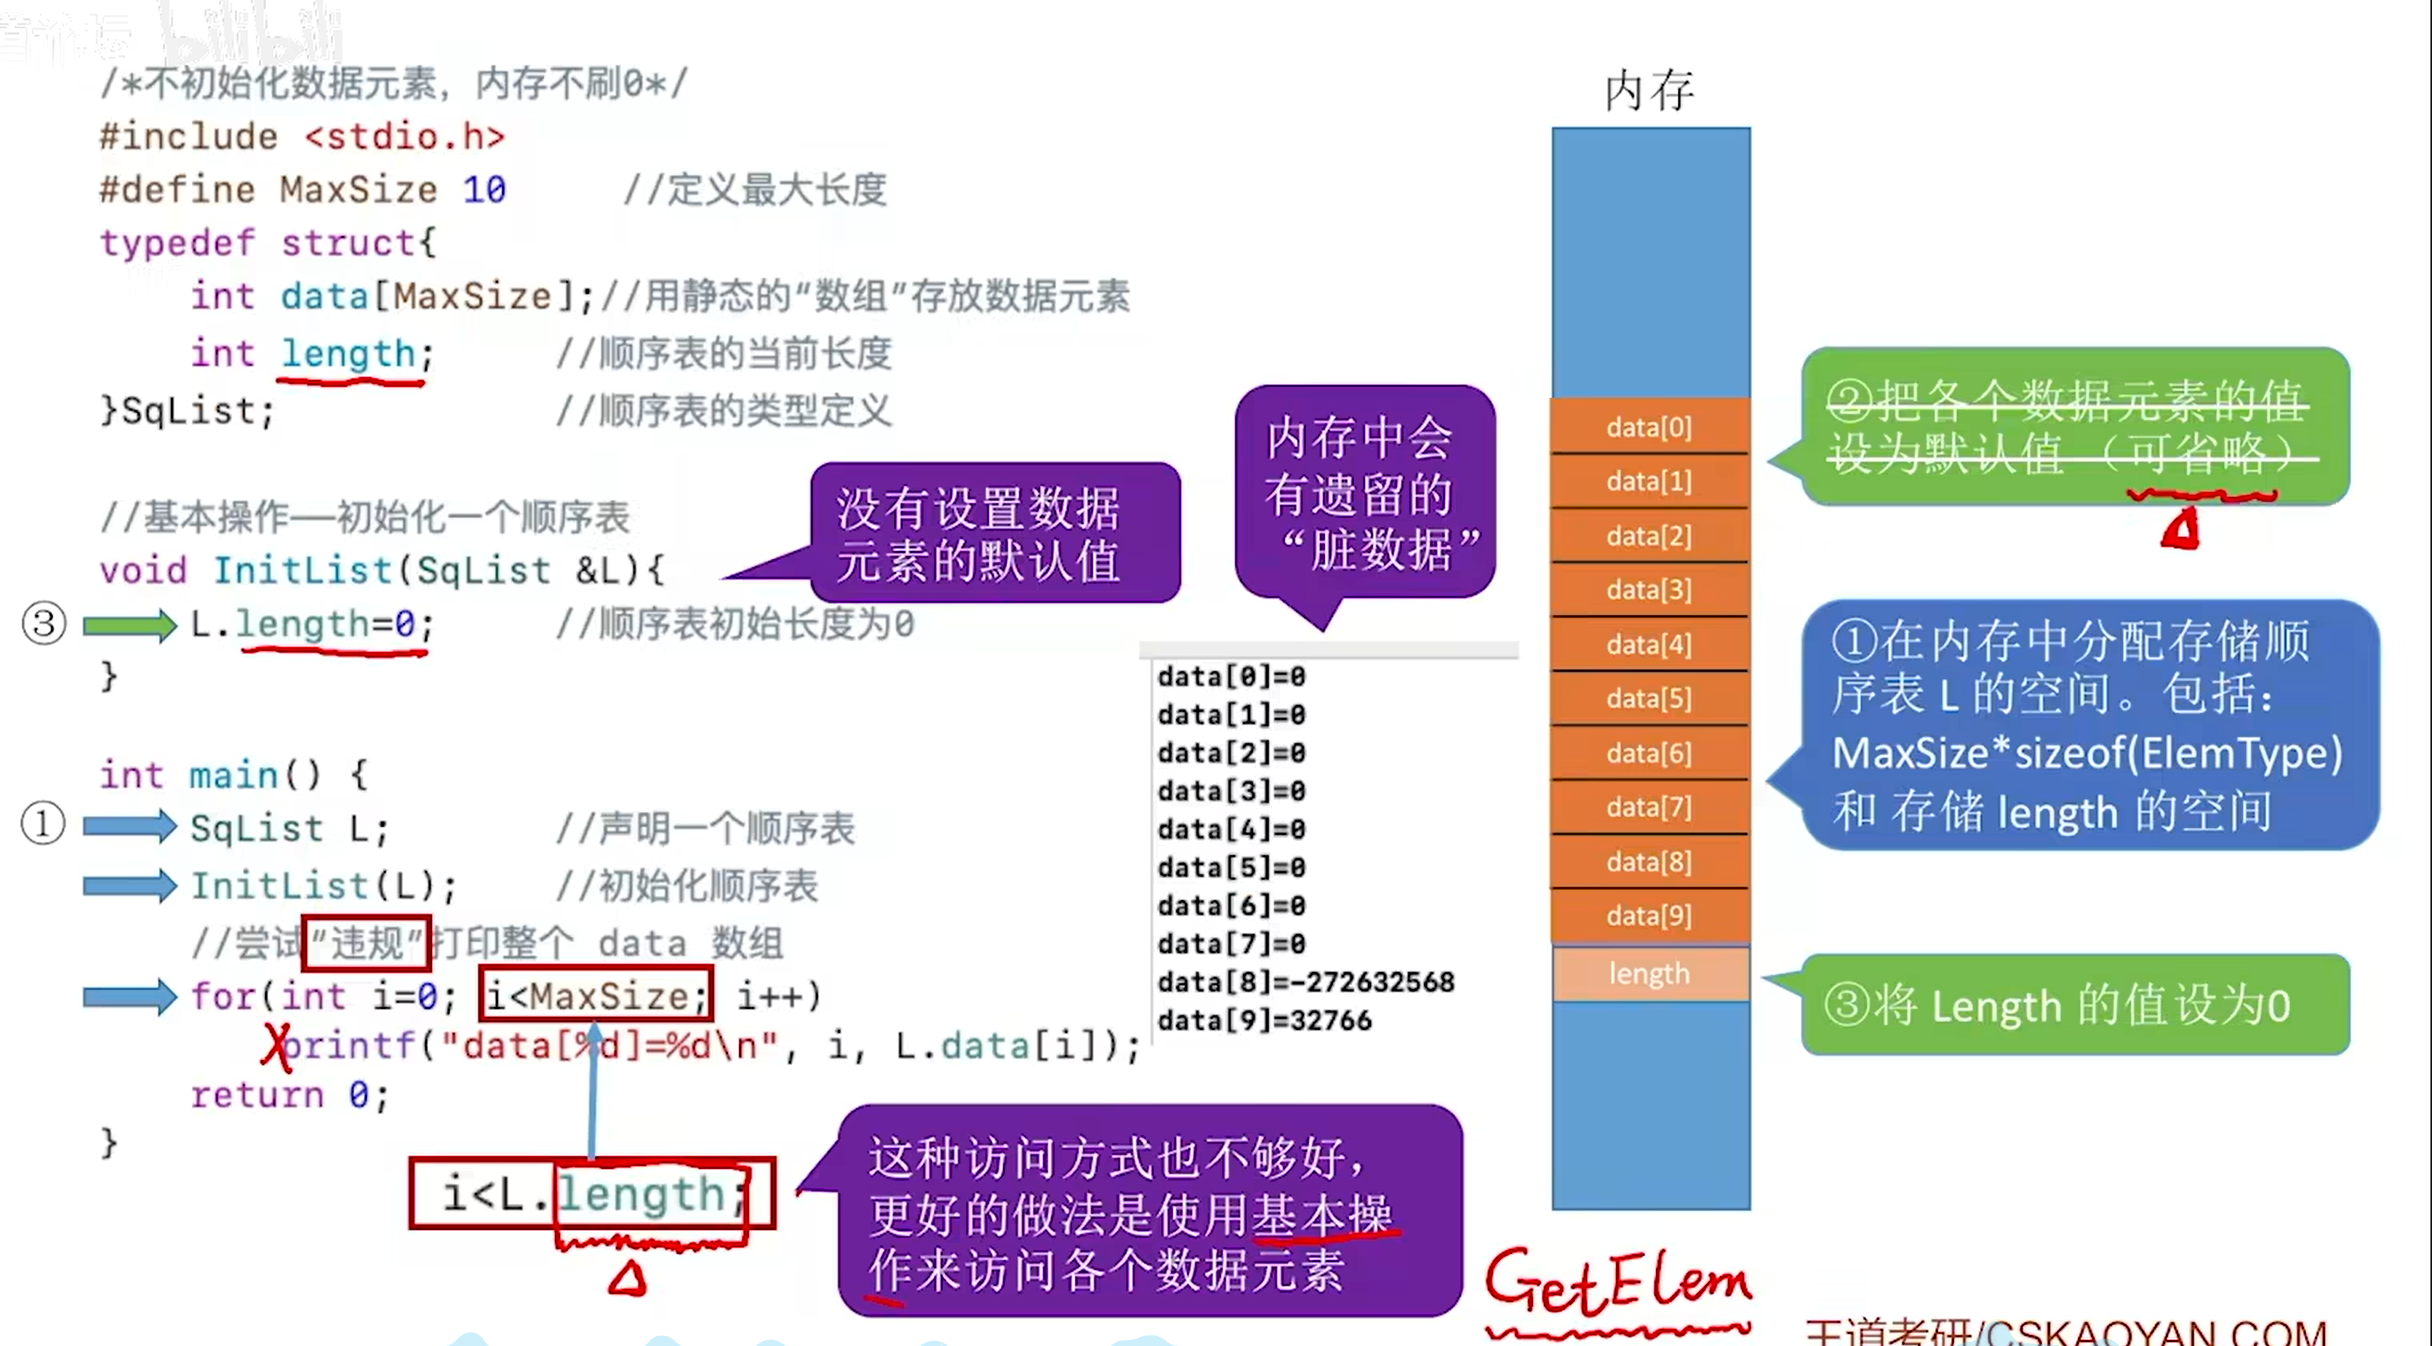 bilibili
/*不初始化数据元素，内存不刷0*/
#include <stdio.h>
#define MaxSize 10 //定义最大长度
typedef struct{
int data[MaxSize];//用静态的“数组”存放数据元素
int length; //顺序表的当前长度
}SqList; //顺序表的类型定义
//基本操作——初始化一个顺序表
void InitList(SqList &L){
③ L.length=0; //顺序表初始长度为0
}
int main() {
① SqList L; //声明一个顺序表
InitList(L); //初始化顺序表
//尝试“违规”打印整个 data 数组
for(int i=0; i<MaxSize; i++)
printf("data[%d]=%d\n", i, L.data[i]);
return 0;
}
i<L.length;
没有设置数据
元素的默认值
内存中会
有遗留的
“脏数据”
data[0]=0
data[1]=0
data[2]=0
data[3]=0
data[4]=0
data[5]=0
data[6]=0
data[7]=0
data[8]=-272632568
data[9]=32766
这种访问方式也不够好，
更好的做法是使用基本操
作来访问各个数据元素
GetElem
内存
data[0]
data[1]
data[2]
data[3]
data[4]
data[5]
data[6]
data[7]
data[8]
data[9]
length
②把各个数据元素的值
设为默认值（可省略）
①在内存中分配存储顺
序表 L 的空间。包括：
MaxSize*sizeof(ElemType)
和 存储 length 的空间
③将 Length 的值设为0
王道考研/CSKAOYAN.COM